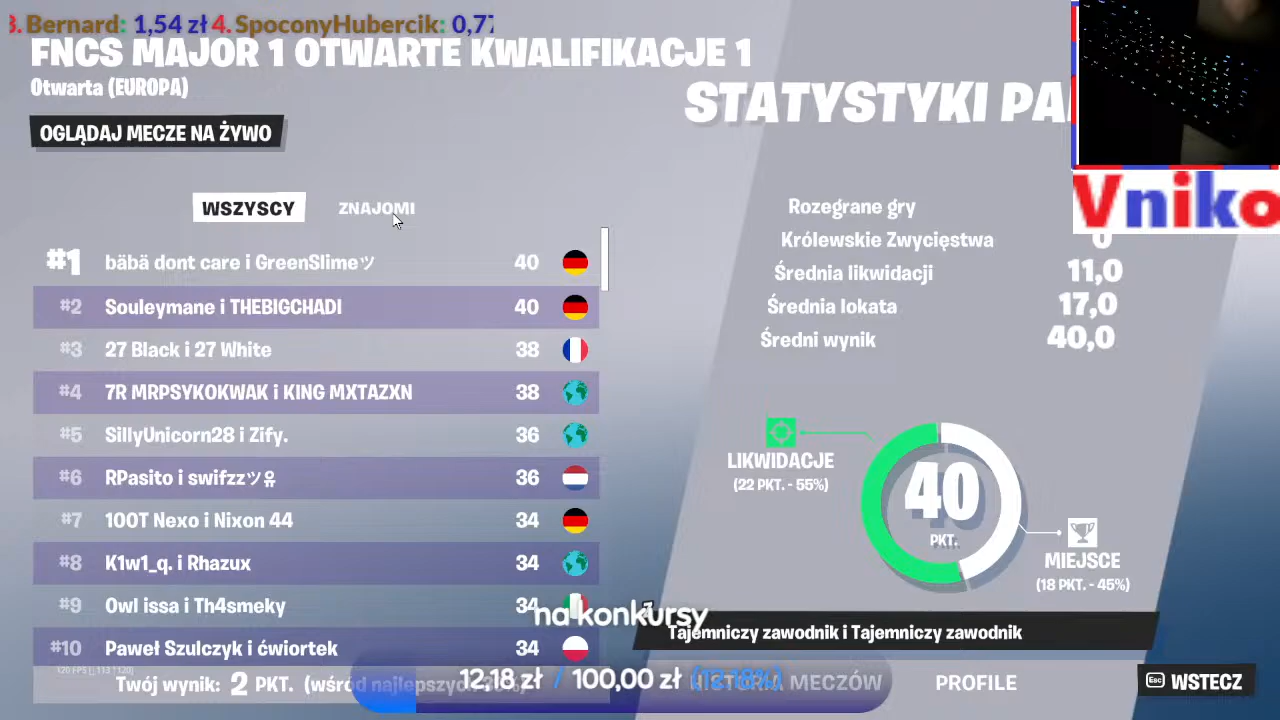 3. Bernard: 1,54 zł 4. SpoconyHubercik: 0,77
FNCS MAJOR 1 OTWARTE KWALIFIKACJE 1
Otwarta (EUROPA)
OGLĄDAJ MECZE NA ŻYWO
STATYSTYKI
Vniko
WSZYSCY
ZNAJOMI
#1 bäbä dont care i GreenSlimeツ 40
#2 Souleymane i THEBIGCHADI 40
#3 27 Black i 27 White 38
#4 7R MRPSYKOKWAK i KING MXTAZXN 38
#5 SillyUnicorn28 i Zify. 36
#6 RPasito i swifzzツ 36
#7 100T Nexo i Nixon 44 34
#8 K1w1_q. i Rhazux 34
#9 Owl issa i Th4smeky 34
#10 Paweł Szulczyk i ćwiortek 34
Twój wynik: 2 PKT. (wśród najlepszych
Rozegrane gry
Królewskie Zwycięstwa 0
Średnia likwidacji 11,0
Średnia lokata 17,0
Średni wynik 40,0
LIKWIDACJE
(22 PKT. - 55%)
40
PKT.
MIEJSCE
(18 PKT. - 45%)
na konkursy
Tajemniczy zawodnik i Tajemniczy zawodnik
12,18 zł / 100,00 zł (12.18%)
HISTORIA MECZÓW
PROFILE
Esc WSTECZ